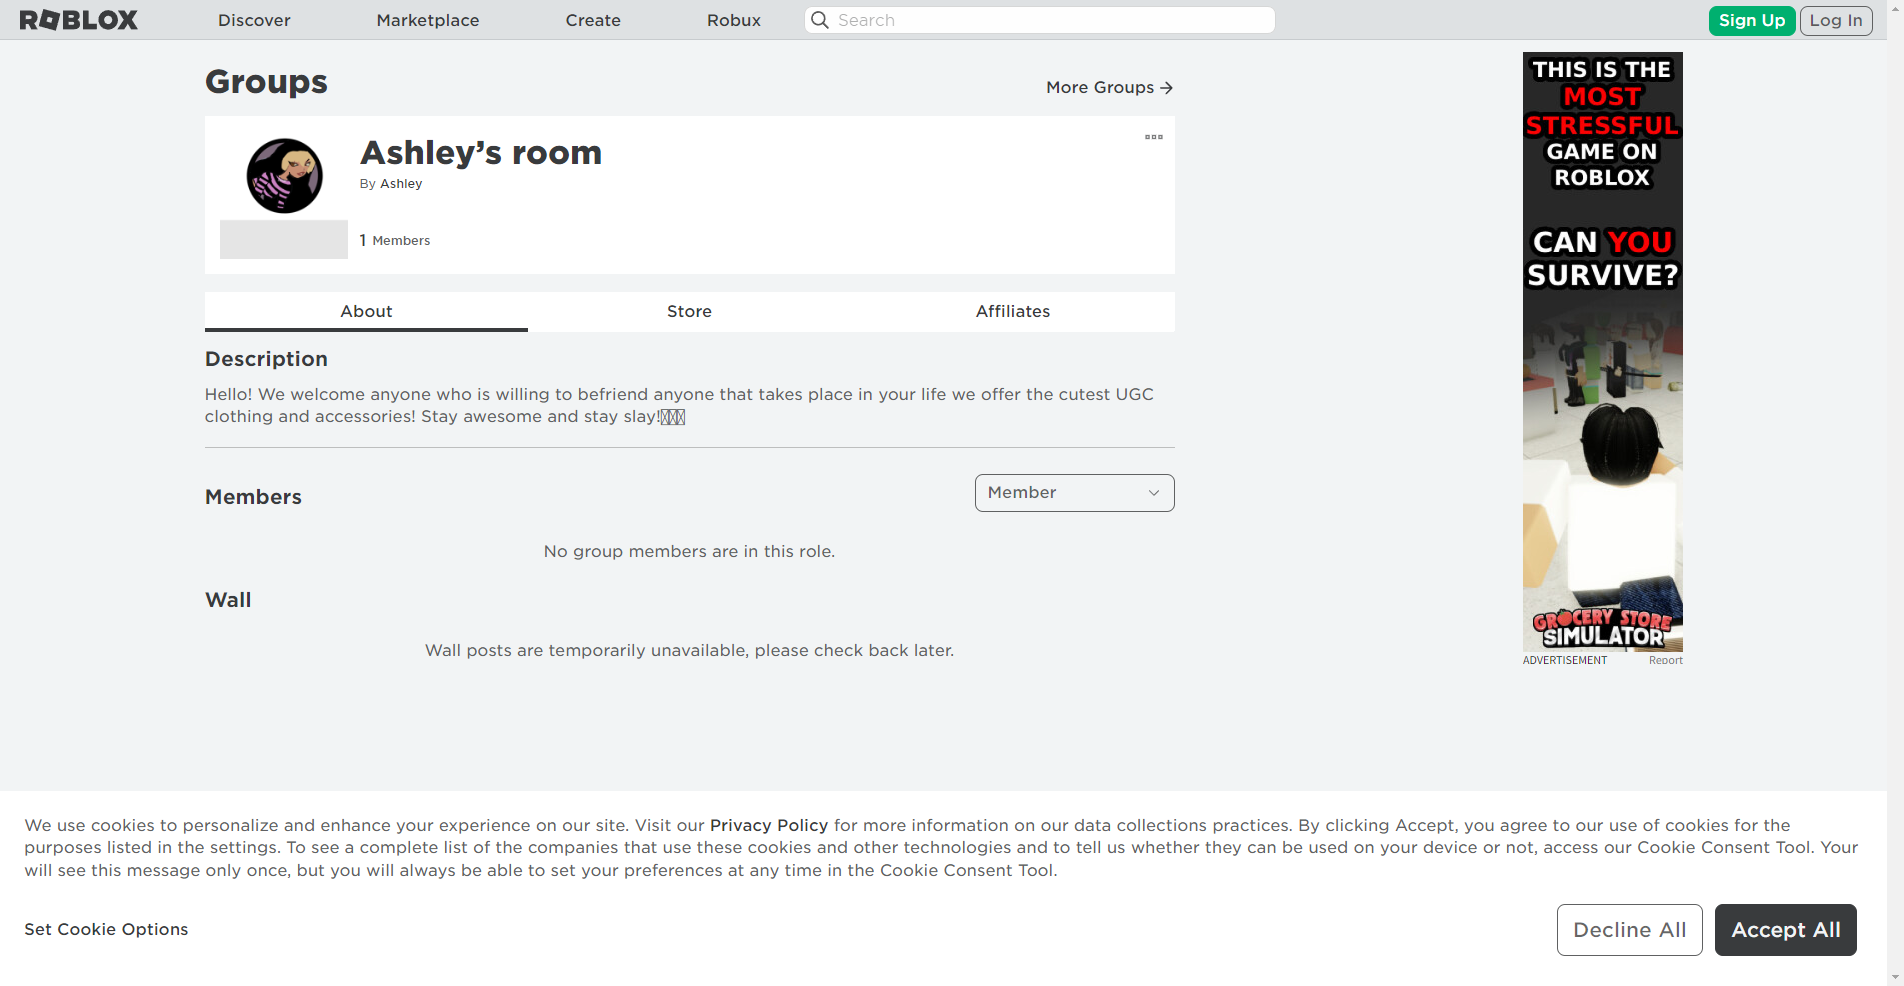 ROBLOX
Discover
Marketplace
Create
Robux
Search
Sign Up
Log In
Groups
More Groups →
Ashley’s room
By Ashley
1 Members
About
Store
Affiliates
Description
Hello! We welcome anyone who is willing to befriend anyone that takes place in your life we offer the cutest UGC
clothing and accessories! Stay awesome and stay slay!
Members
Member
No group members are in this role.
Wall
Wall posts are temporarily unavailable, please check back later.
THIS IS THE
MOST
STRESSFUL
GAME ON
ROBLOX
CAN YOU
SURVIVE?
GROCERY STORE
SIMULATOR
ADVERTISEMENT
Report
We use cookies to personalize and enhance your experience on our site. Visit our Privacy Policy for more information on our data collections practices. By clicking Accept, you agree to our use of cookies for the
purposes listed in the settings. To see a complete list of the companies that use these cookies and other technologies and to tell us whether they can be used on your device or not, access our Cookie Consent Tool. Your
will see this message only once, but you will always be able to set your preferences at any time in the Cookie Consent Tool.
Set Cookie Options
Decline All
Accept All